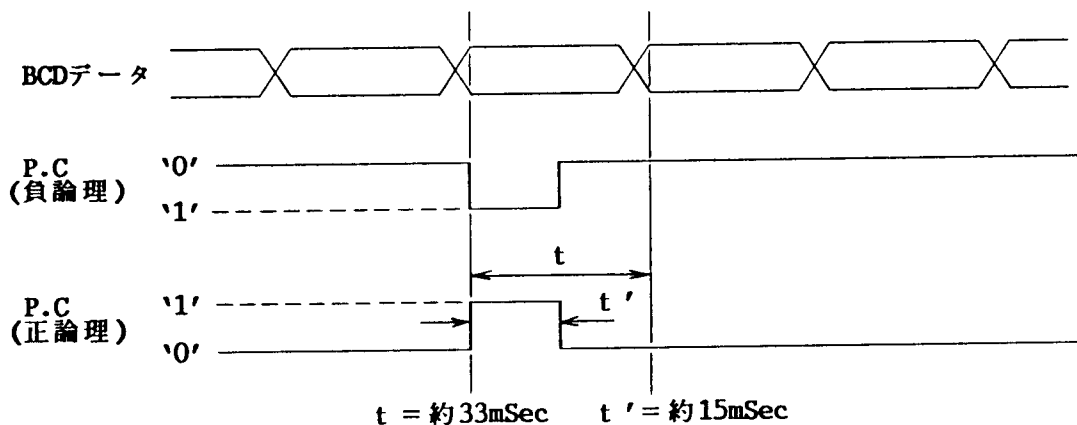 BCDデータ
P.C
(負論理)
‘0’
‘1’
t
P.C
(正論理)
‘1’
‘0’
t ’
t = 約33mSec
t ’= 約15mSec